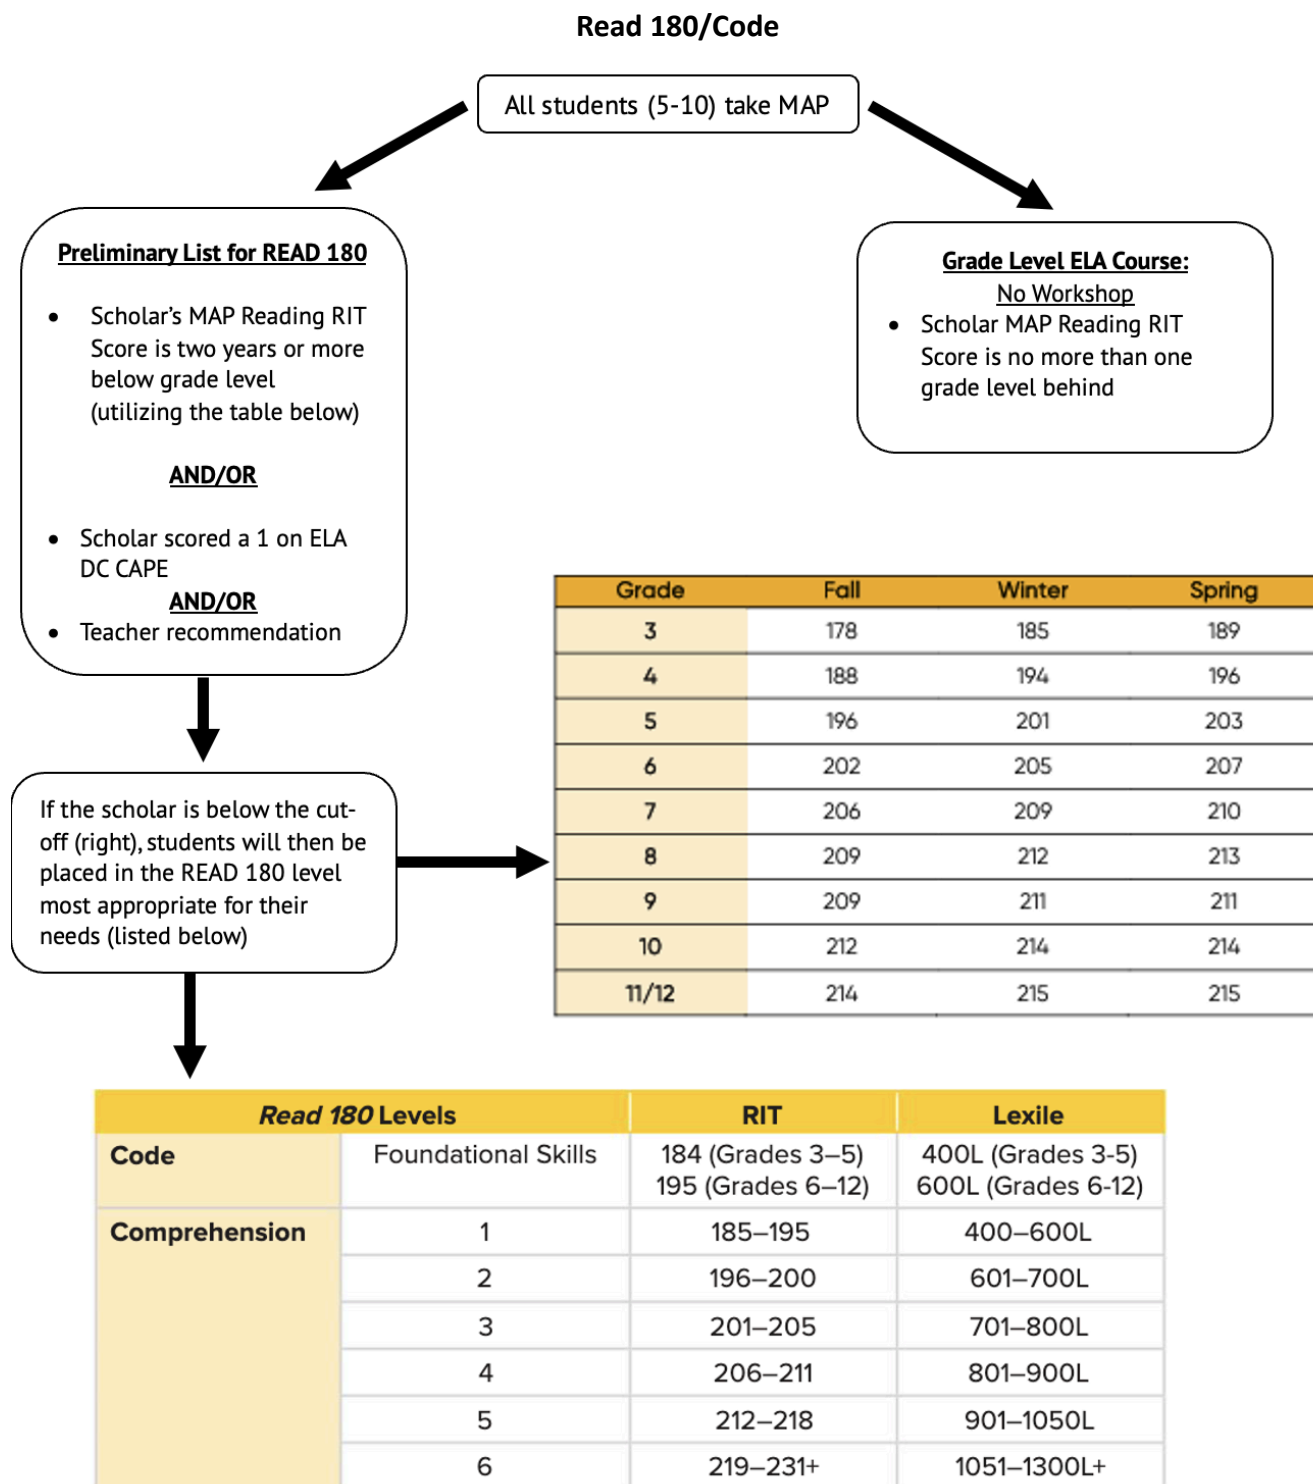 Read 180/Code
All students (5-10) take MAP
Preliminary List for READ 180
• Scholar's MAP Reading RIT
Score is two years or more
below grade level
(utilizing the table below)
AND/OR
• Scholar scored a 1 on ELA
DC CAPE
AND/OR
• Teacher recommendation
Grade Level ELA Course:
No Workshop
• Scholar MAP Reading RIT
Score is no more than one
grade level behind
If the scholar is below the cut-
off (right), students will then be
placed in the READ 180 level
most appropriate for their
needs (listed below)
Grade Fall Winter Spring
3 178 185 189
4 188 194 196
5 196 201 203
6 202 205 207
7 206 209 210
8 209 212 213
9 209 211 211
10 212 214 214
11/12 214 215 215
Read 180 Levels RIT Lexile
Code Foundational Skills 184 (Grades 3–5) 400L (Grades 3-5)
195 (Grades 6–12) 600L (Grades 6-12)
Comprehension 1 185–195 400–600L
2 196–200 601–700L
3 201–205 701–800L
4 206–211 801–900L
5 212–218 901–1050L
6 219–231+ 1051–1300L+